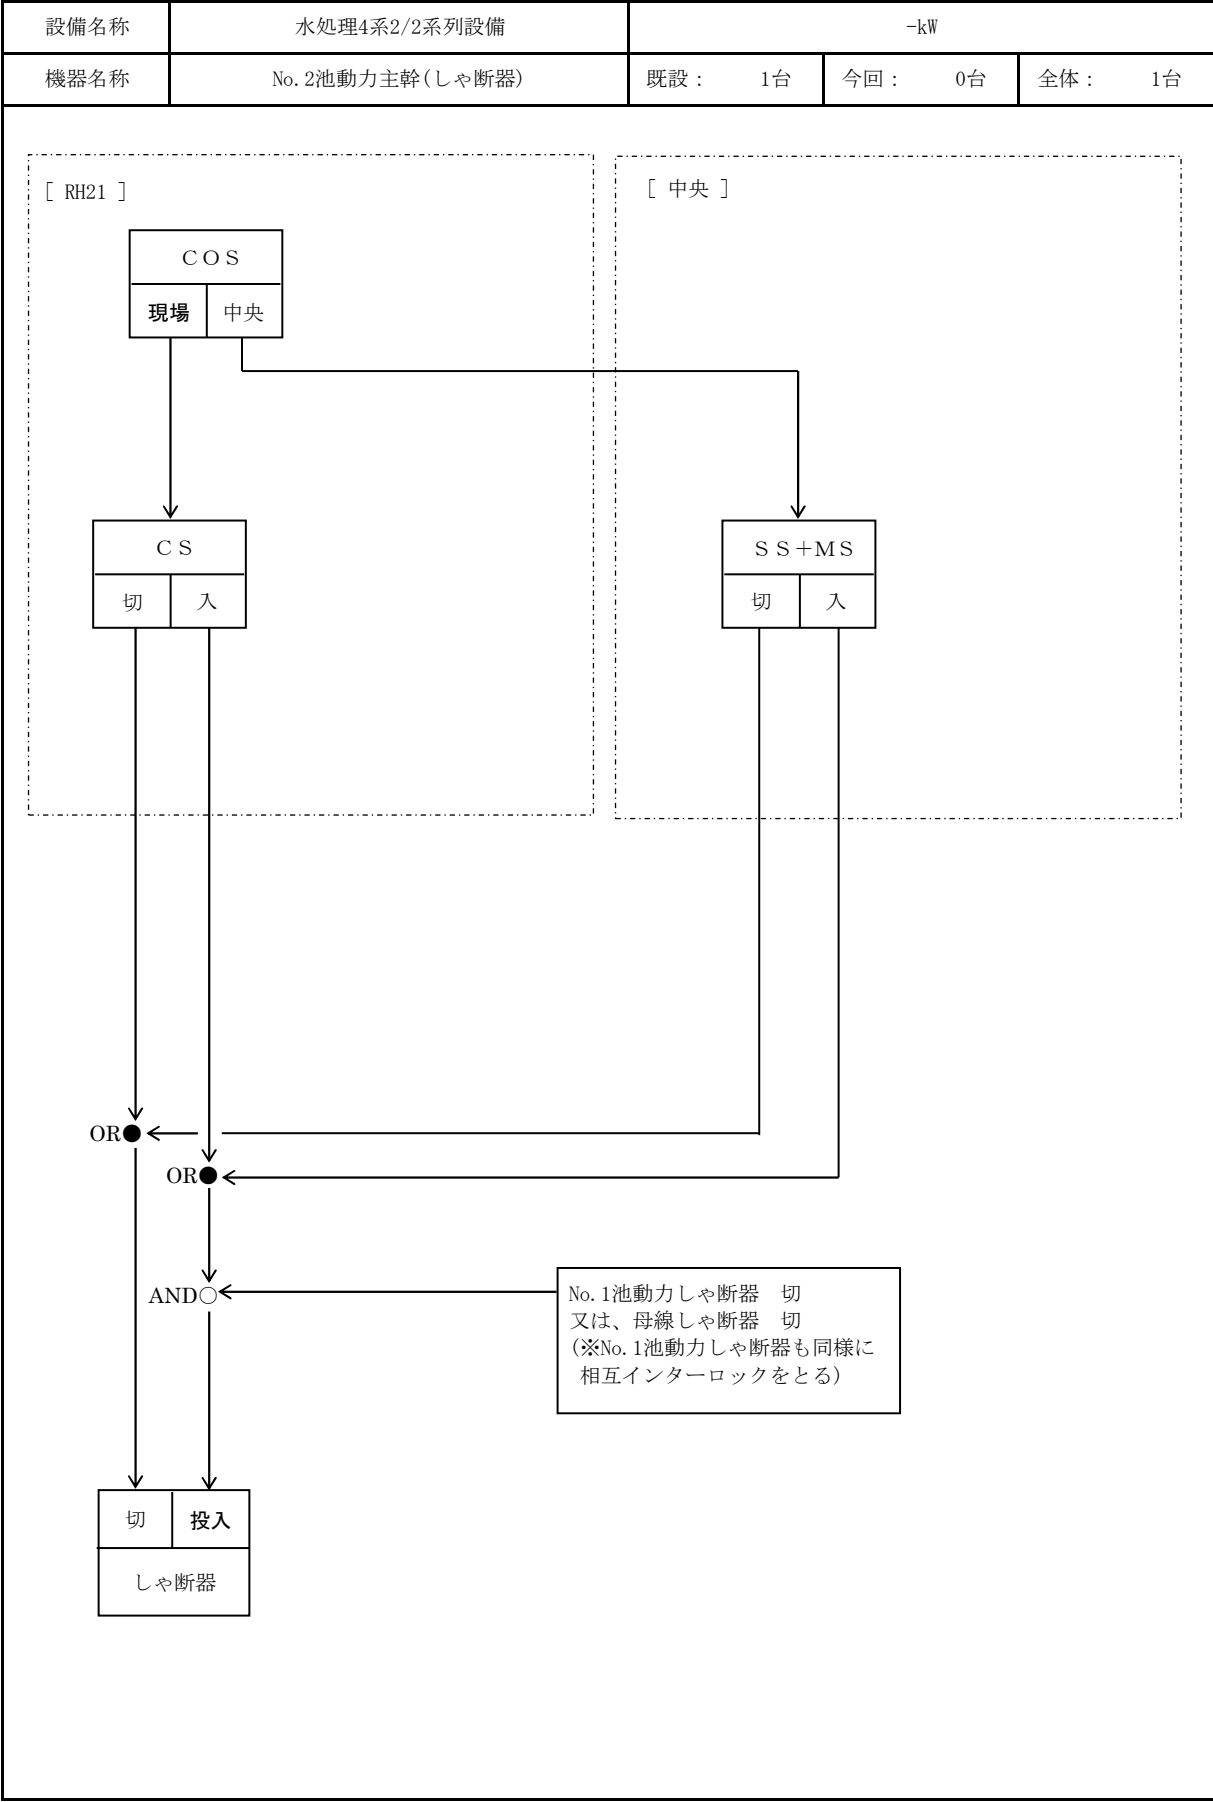 設備名称 水処理4系2/2系列設備 -kW
機器名称 No.2池動力主幹(しゃ断器) 既設： 1台 今回： 0台 全体： 1台
[ RH21 ]
[ 中央 ]
ＣＯＳ
現場 中央
ＣＳ
切 入
ＳＳ＋ＭＳ
切 入
OR●
OR●
AND○
No.1池動力しゃ断器　切
又は、母線しゃ断器　切
(※No.1池動力しゃ断器も同様に
相互インターロックをとる)
切 投入
しゃ断器